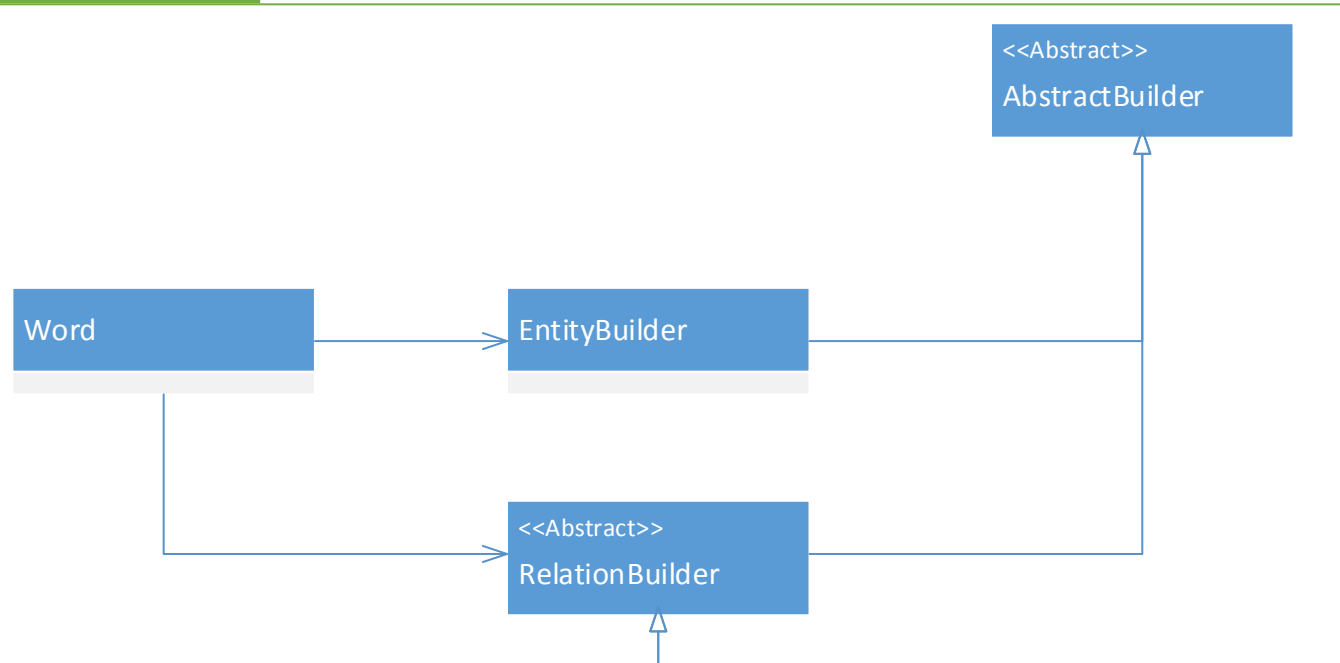 <<Abstract>>
AbstractBuilder
Word
EntityBuilder
<<Abstract>>
RelationBuilder